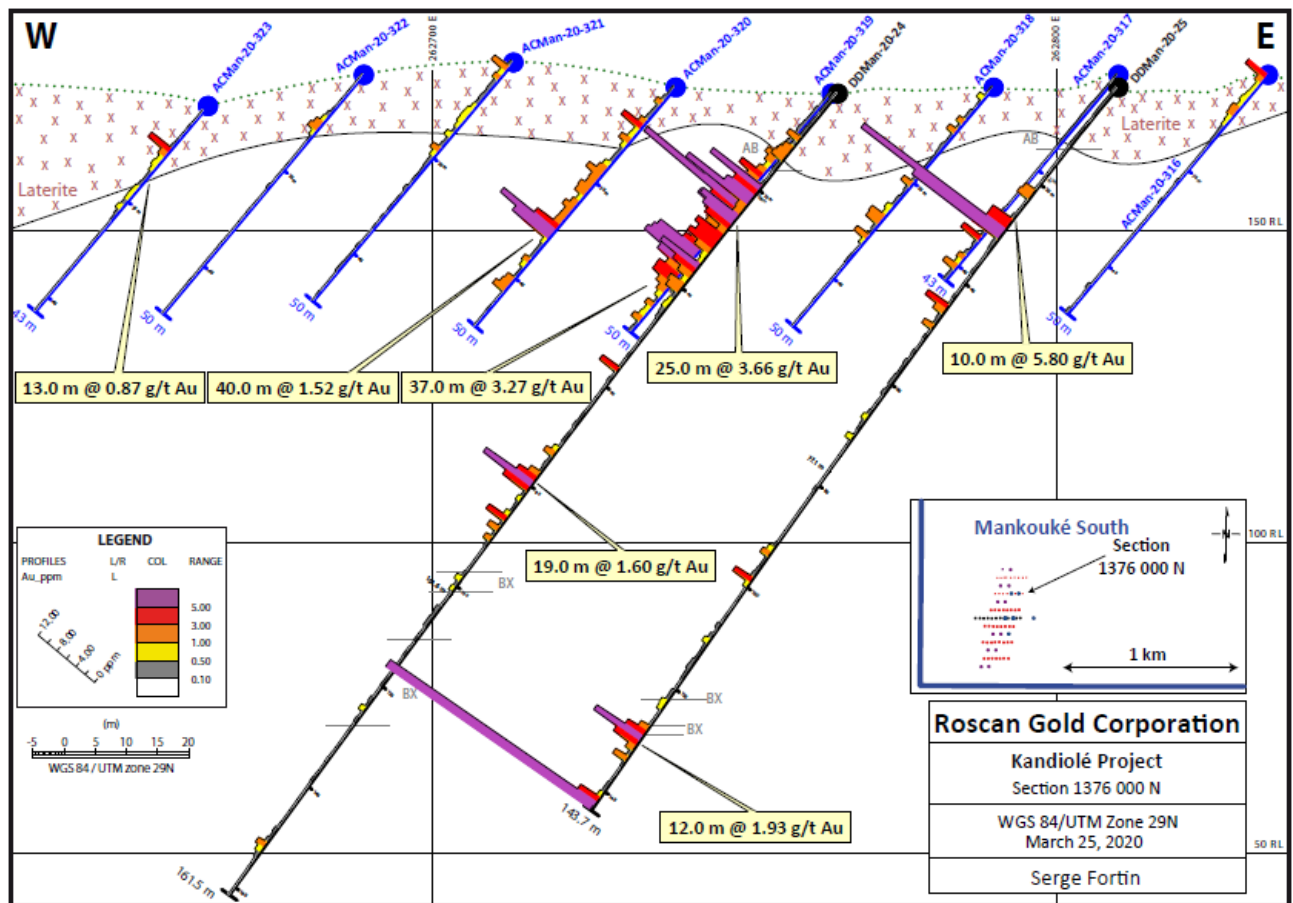 W
E
ACMan-20-323
ACMan-20-322
262700 E
ACMan-20-321
ACMan-20-320
ACMan-20-319
DDMan-20-24
ACMan-20-318
262800 E
ACMan-20-317
DDMan-20-25
ACMan-20-316
Laterite
Laterite
AB
AB
150 RL
43 m
50 m
50 m
50 m
50 m
50 m
43 m
50 m
13.0 m @ 0.87 g/t Au
40.0 m @ 1.52 g/t Au
37.0 m @ 3.27 g/t Au
25.0 m @ 3.66 g/t Au
10.0 m @ 5.80 g/t Au
19.0 m @ 1.60 g/t Au
12.0 m @ 1.93 g/t Au
100 RL
BX
BX
BX
BX
143.7 m
161.5 m
50 RL
LEGEND
PROFILES L/R COL RANGE
Au_ppm L
5.00
3.00
1.00
0.50
0.10
12.00
8.00
4.00
0 ppm
(m)
-5 0 5 10 15 20
WGS 84 / UTM zone 29N
Mankouké South
N
Section
1376 000 N
1 km
Roscan Gold Corporation
Kandiolé Project
Section 1376 000 N
WGS 84/UTM Zone 29N
March 25, 2020
Serge Fortin